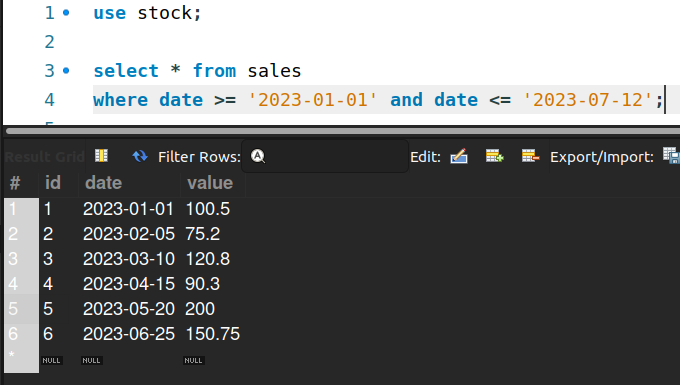 1 use stock;
2
3 select * from sales
4 where date >= '2023-01-01' and date <= '2023-07-12';
Result Grid Filter Rows: Edit: Export/Import:
# id date value
1 1 2023-01-01 100.5
2 2 2023-02-05 75.2
3 3 2023-03-10 120.8
4 4 2023-04-15 90.3
5 5 2023-05-20 200
6 6 2023-06-25 150.75
* NULL NULL NULL